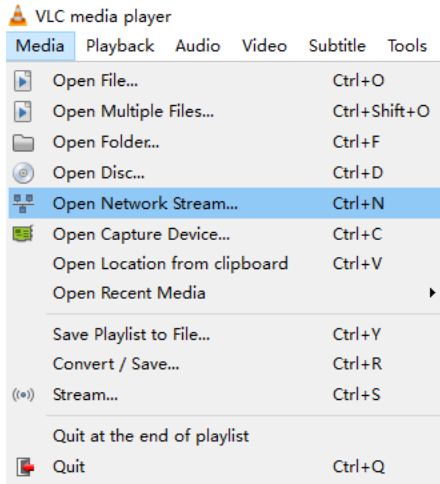 VLC media player
Media Playback Audio Video Subtitle Tools
Open File... Ctrl+O
Open Multiple Files... Ctrl+Shift+O
Open Folder... Ctrl+F
Open Disc... Ctrl+D
Open Network Stream... Ctrl+N
Open Capture Device... Ctrl+C
Open Location from clipboard Ctrl+V
Open Recent Media
Save Playlist to File... Ctrl+Y
Convert / Save... Ctrl+R
Stream... Ctrl+S
Quit at the end of playlist
Quit Ctrl+Q